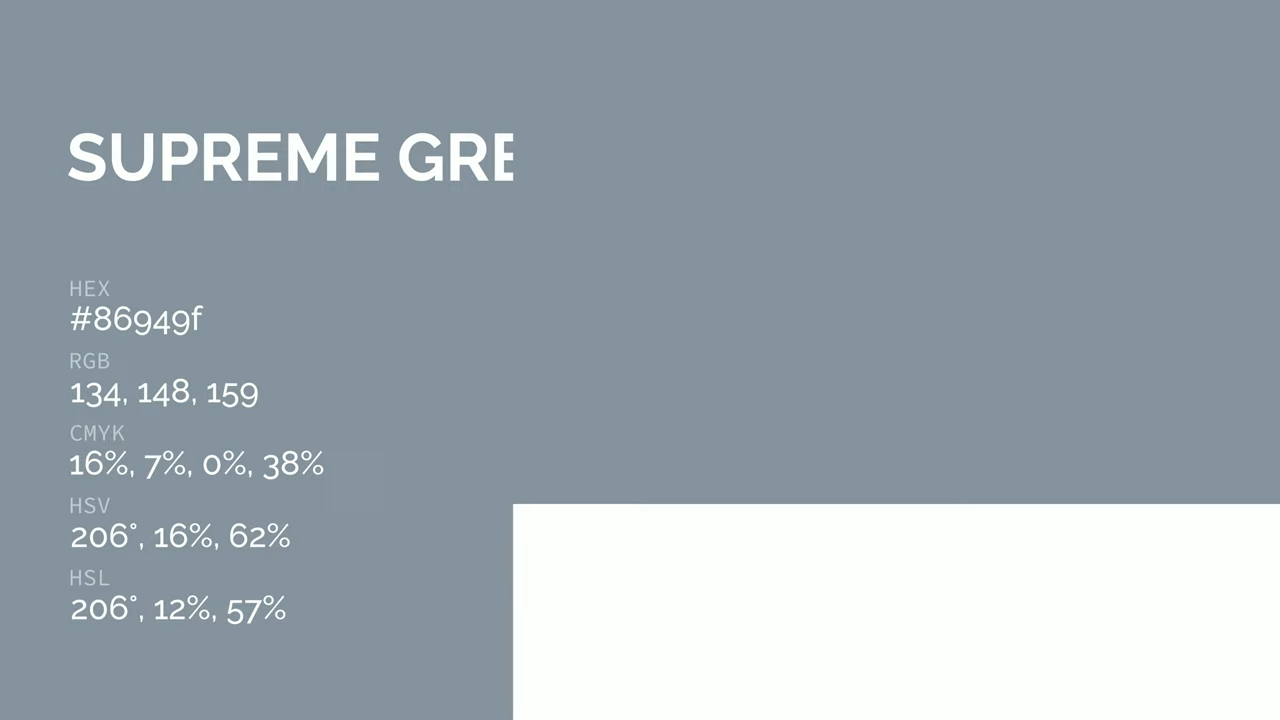 SUPREME GRE
HEX
#86949f
RGB
134, 148, 159
CMYK
16%, 7%, 0%, 38%
HSV
206°, 16%, 62%
HSL
206°, 12%, 57%